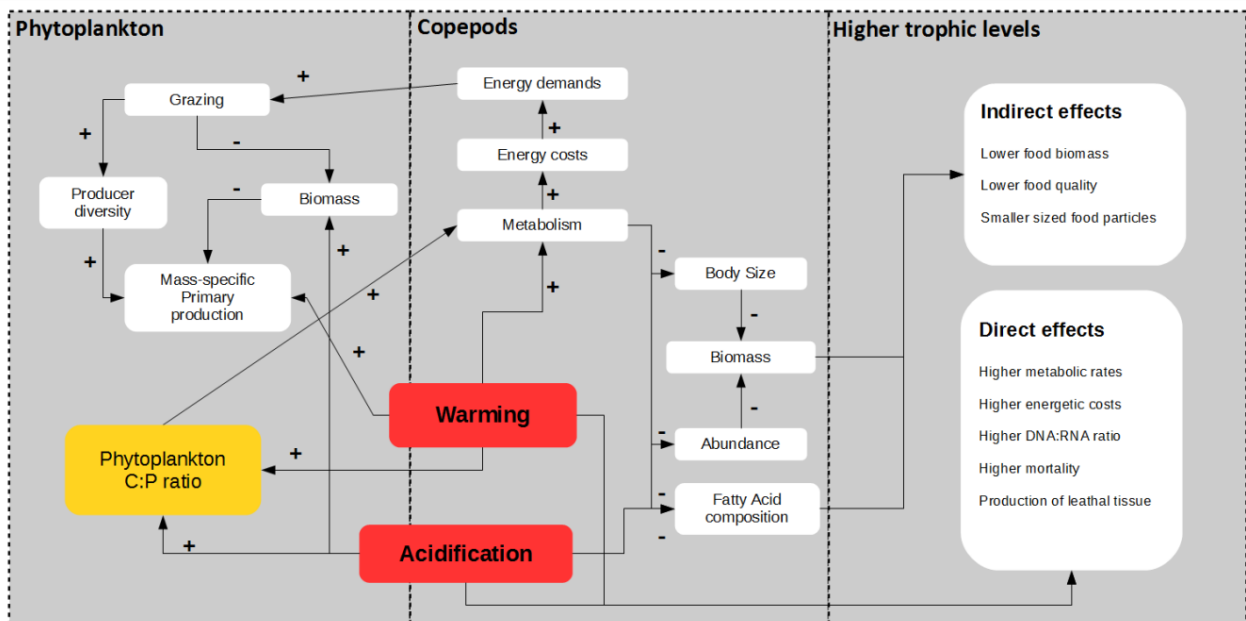 Phytoplankton
Grazing
+
+
-
Producer
diversity
-
Biomass
+
+
Mass-specific
Primary
production
+
+
Phytoplankton
C:P ratio
+
+
Copepods
Energy demands
+
Energy costs
+
Metabolism
+
-
Body Size
-
Biomass
-
Warming
-
Abundance
-
Fatty Acid
composition
-
Acidification
Higher trophic levels
Indirect effects
Lower food biomass
Lower food quality
Smaller sized food particles
Direct effects
Higher metabolic rates
Higher energetic costs
Higher DNA:RNA ratio
Higher mortality
Production of leathal tissue